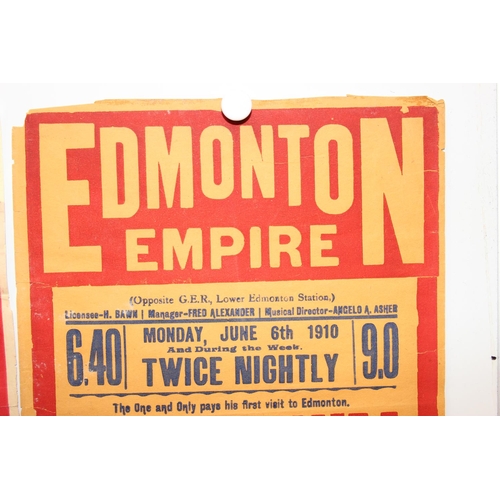 EDMONTON
EMPIRE
(Opposite G.E.R., Lower Edmonton Station.)
Licensee-H. BAWN | Manager-FRED ALEXANDER | Musical Director-ANGELO A. ASHER
6.40 MONDAY, JUNE 6th 1910 9.0
And During the Week.
TWICE NIGHTLY
The One and Only pays his first visit to Edmonton.